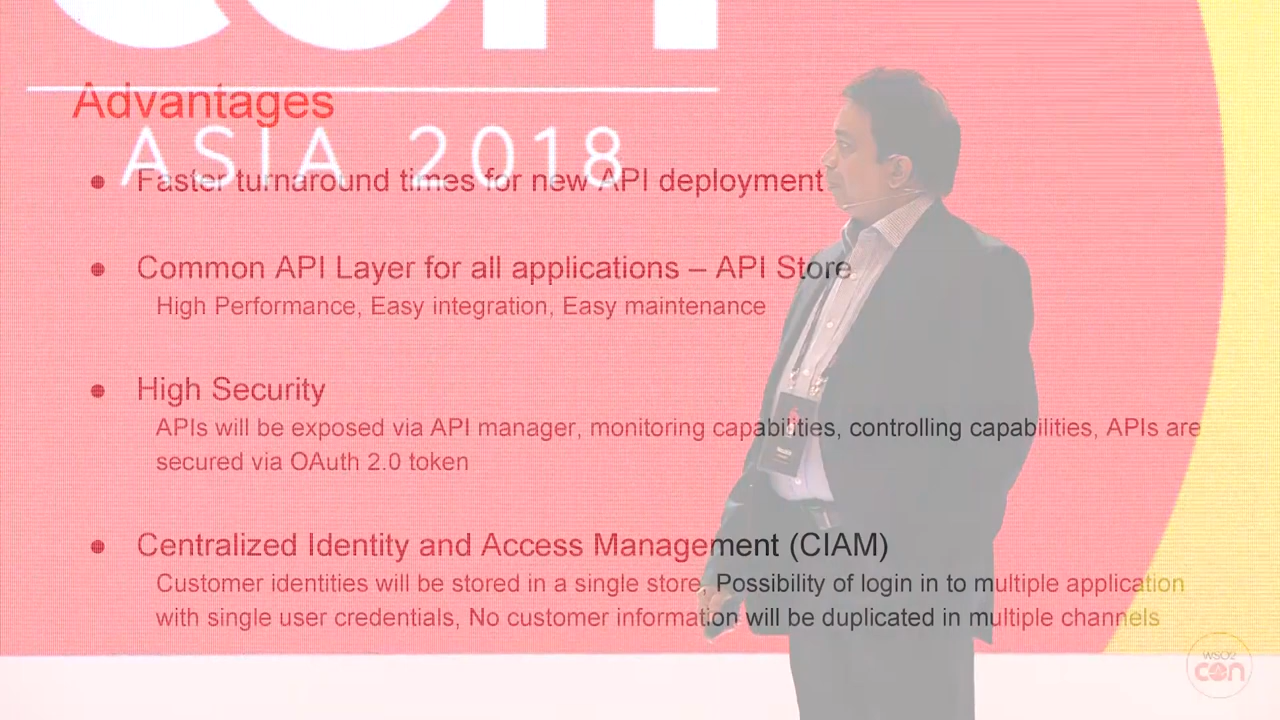 Advantages
ASIA 2018
● Faster turnaround times for new API deployment
● Common API Layer for all applications – API Store
High Performance, Easy integration, Easy maintenance
● High Security
APIs will be exposed via API manager, monitoring capabilities, controlling capabilities, APIs are
secured via OAuth 2.0 token
● Centralized Identity and Access Management (CIAM)
Customer identities will be stored in a single store, Possibility of login in to multiple application
with single user credentials, No customer information will be duplicated in multiple channels
WSO2
con